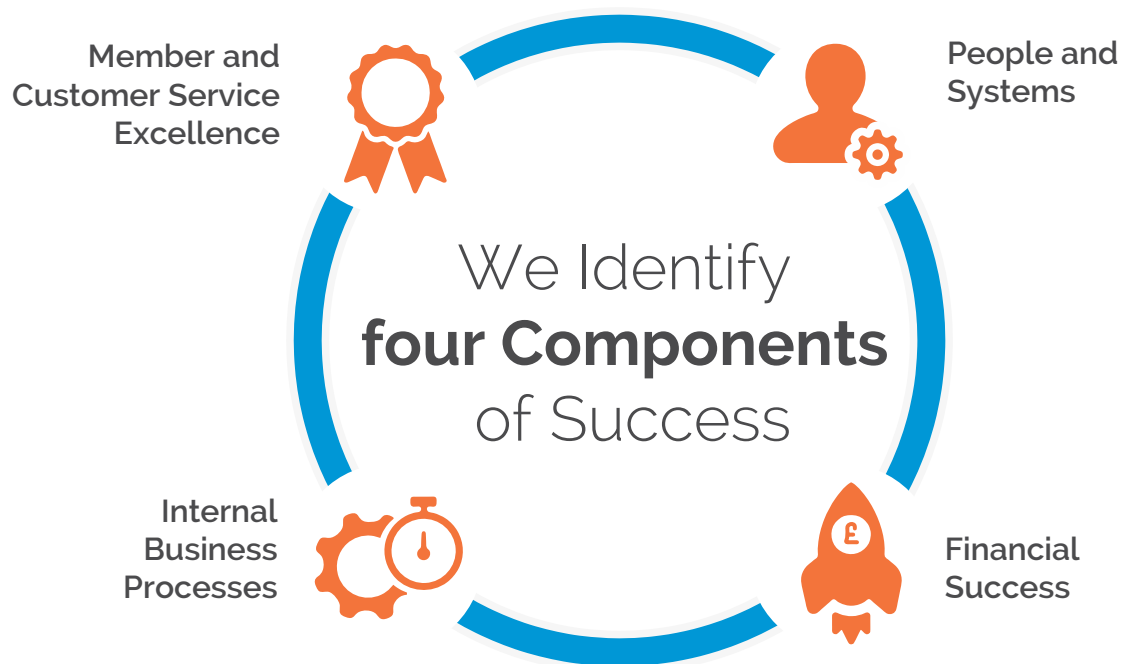 Member and
Customer Service
Excellence
People and
Systems
We Identify
four Components
of Success
Internal
Business
Processes
£
Financial
Success